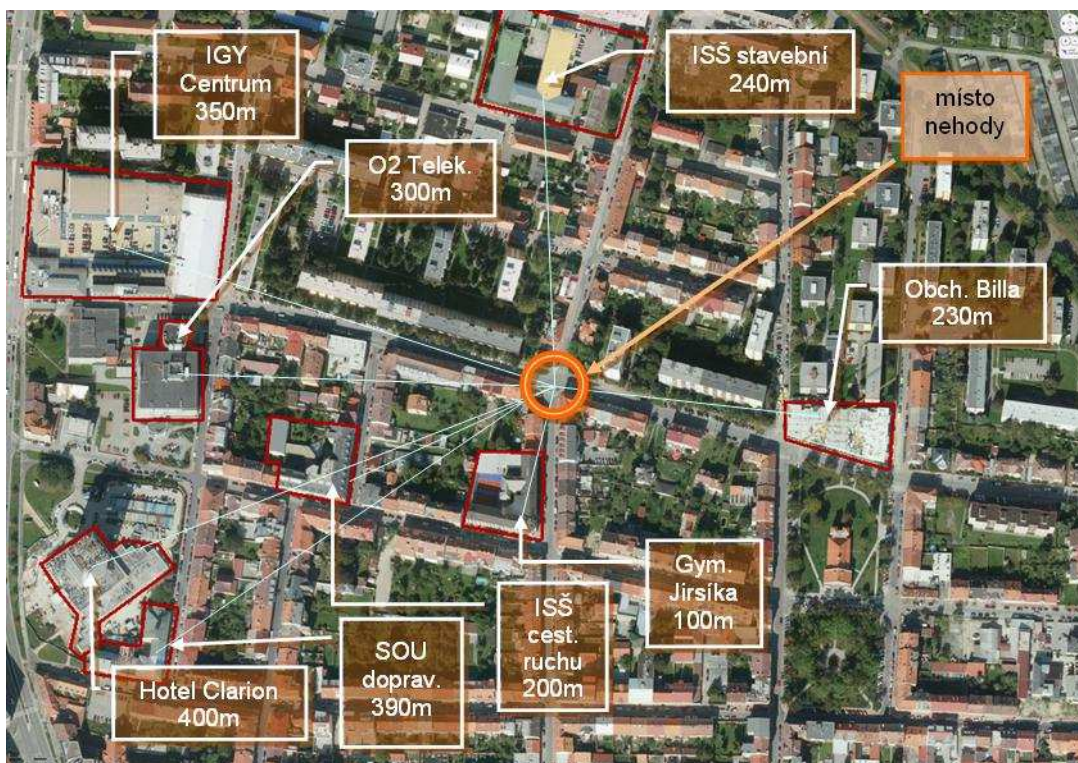 IGY
Centrum
350m
ISŠ stavební
240m
místo
nehody
O2 Telek.
300m
Obch. Billa
230m
Gym.
Jirsíka
100m
ISŠ
cest.
ruchu
200m
SOU
doprav.
390m
Hotel Clarion
400m